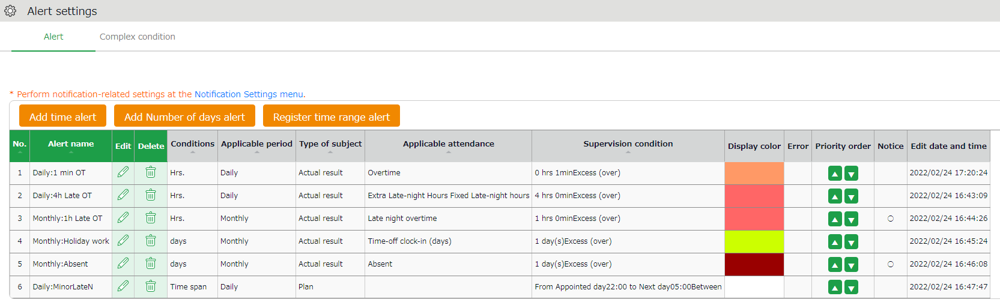 Alert settings
Alert Complex condition
* Perform notification-related settings at the Notification Settings menu.
Add time alert Add Number of days alert Register time range alert
No. Alert name Edit Delete Conditions Applicable period Type of subject Applicable attendance Supervision condition Display color Error Priority order Notice Edit date and time
1 Daily:1 min OT Hrs. Daily Actual result Overtime 0 hrs 1minExcess (over) 2022/02/24 17:20:24
2 Daily:4h Late OT Hrs. Daily Actual result Extra Late-night Hours Fixed Late-night hours 4 hrs 0minExcess (over) 2022/02/24 16:43:09
3 Monthly:1h Late OT Hrs. Monthly Actual result Late night overtime 1 hrs 0minExcess (over) ○ 2022/02/24 16:44:26
4 Monthly:Holiday work days Monthly Actual result Time-off clock-in (days) 1 day(s)Excess (over) 2022/02/24 16:45:24
5 Monthly:Absent days Monthly Actual result Absent 1 day(s)Excess (over) ○ 2022/02/24 16:46:08
6 Daily:MinorLateN Time span Daily Plan From Appointed day22:00 to Next day05:00Between 2022/02/24 16:47:47